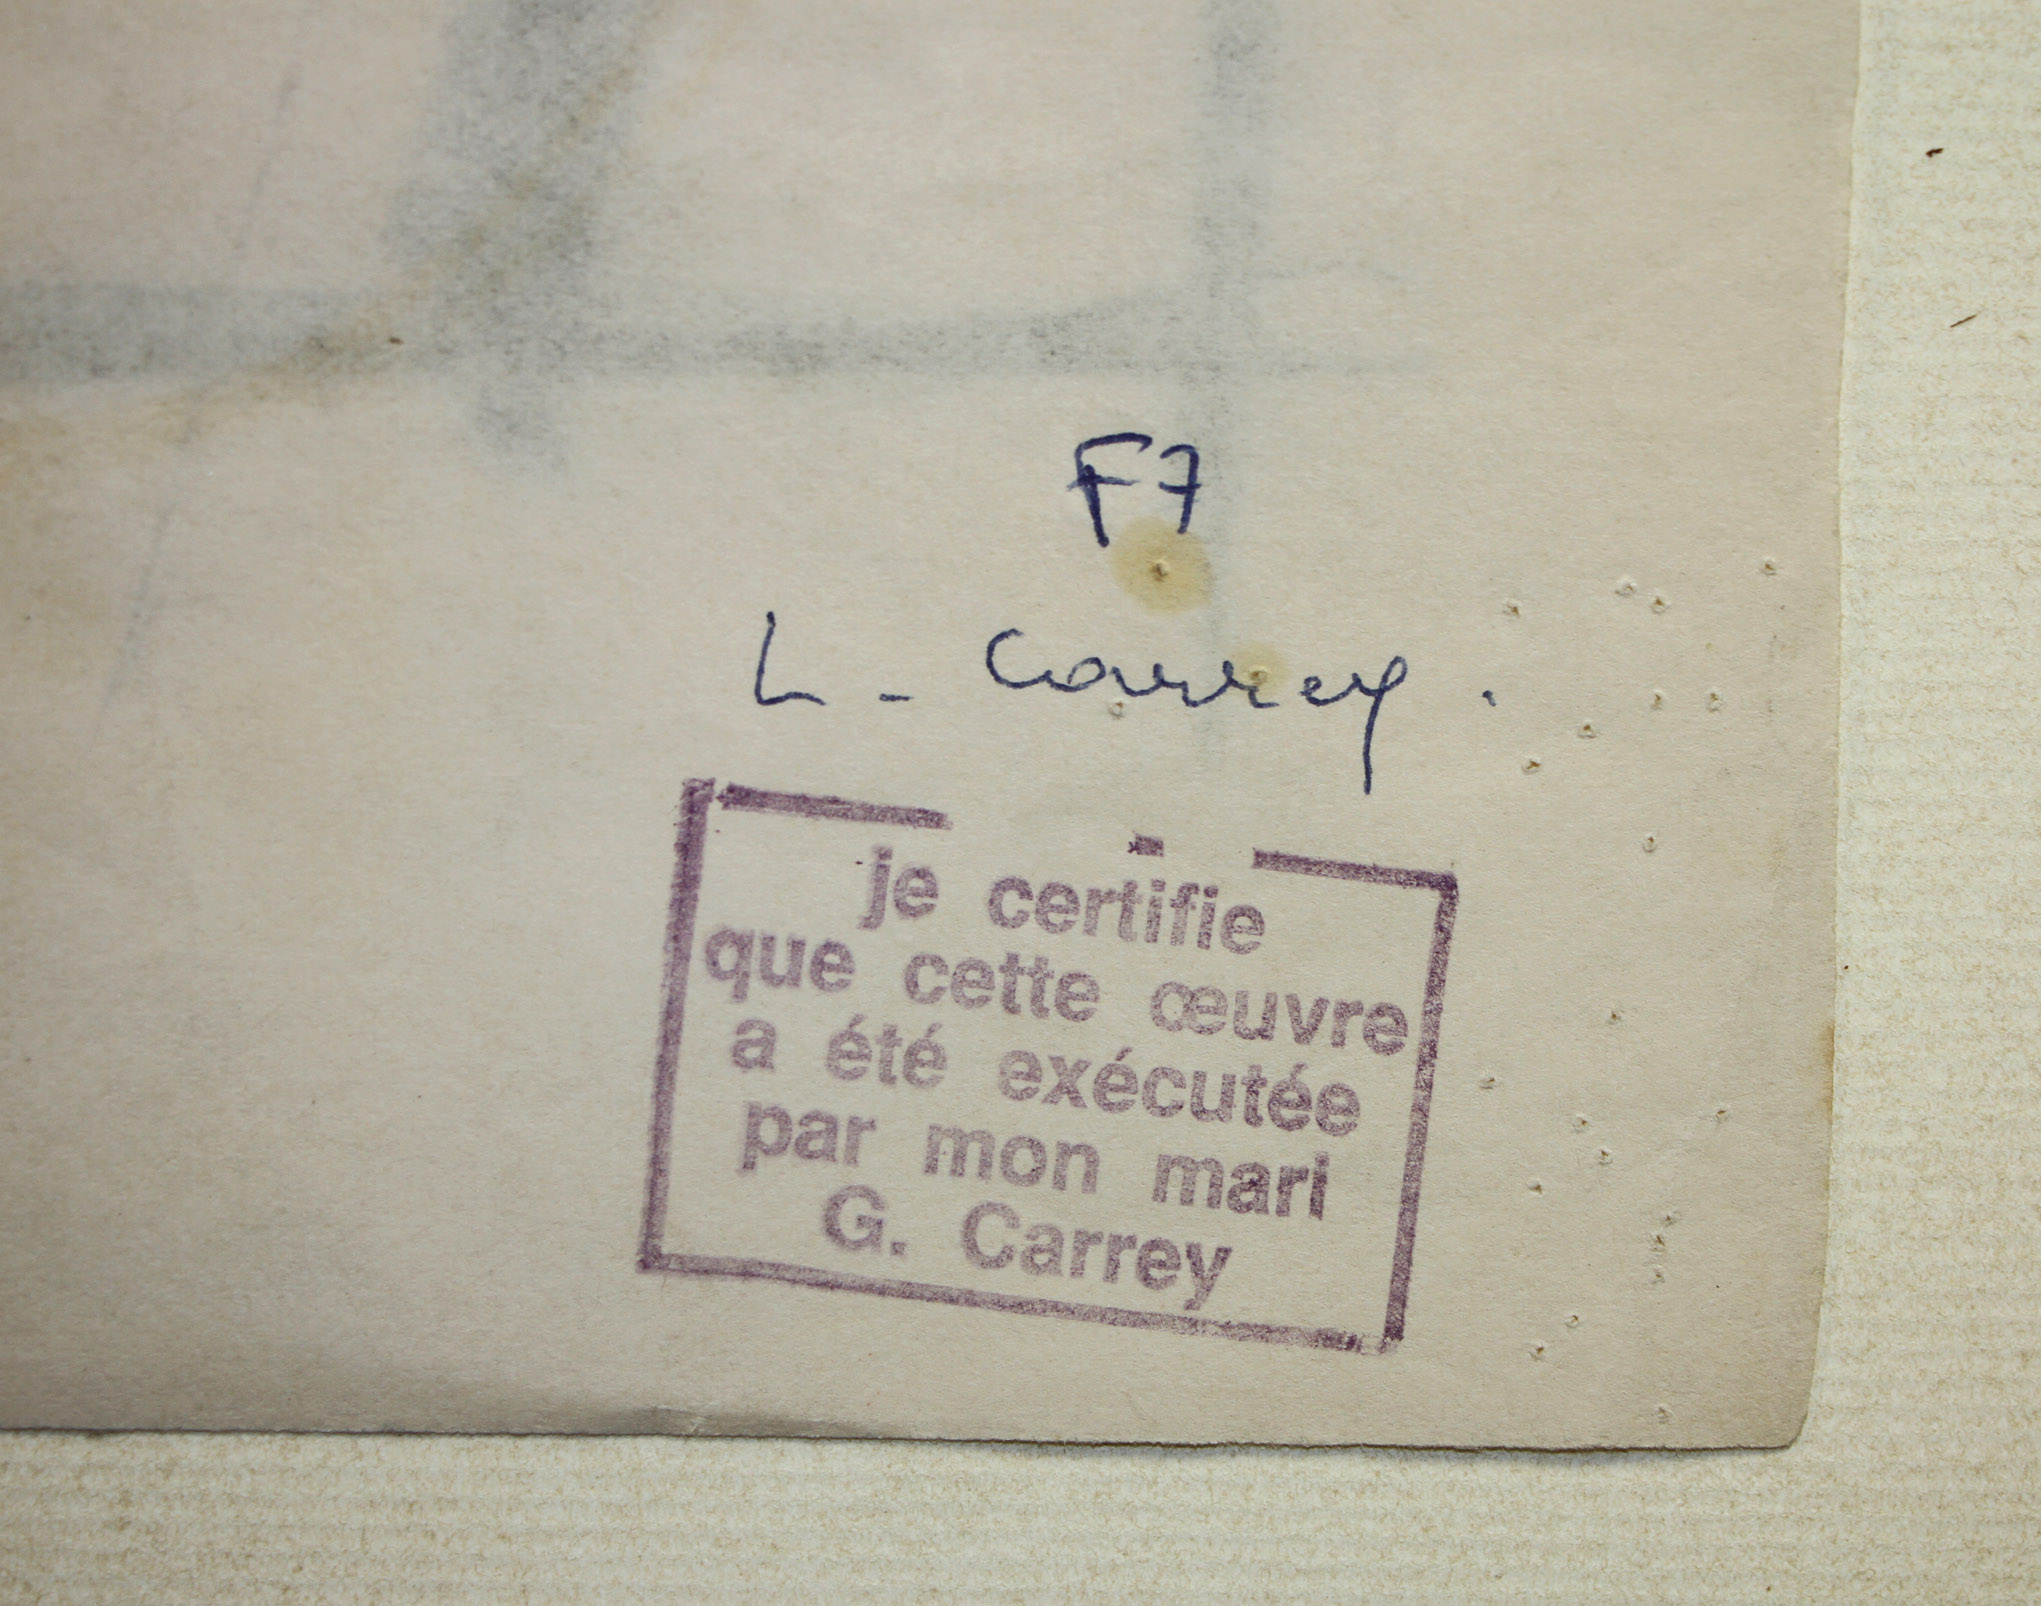 F7
L - Carrey .
je certifie
que cette œuvre
a été exécutée
par mon mari
G. Carrey